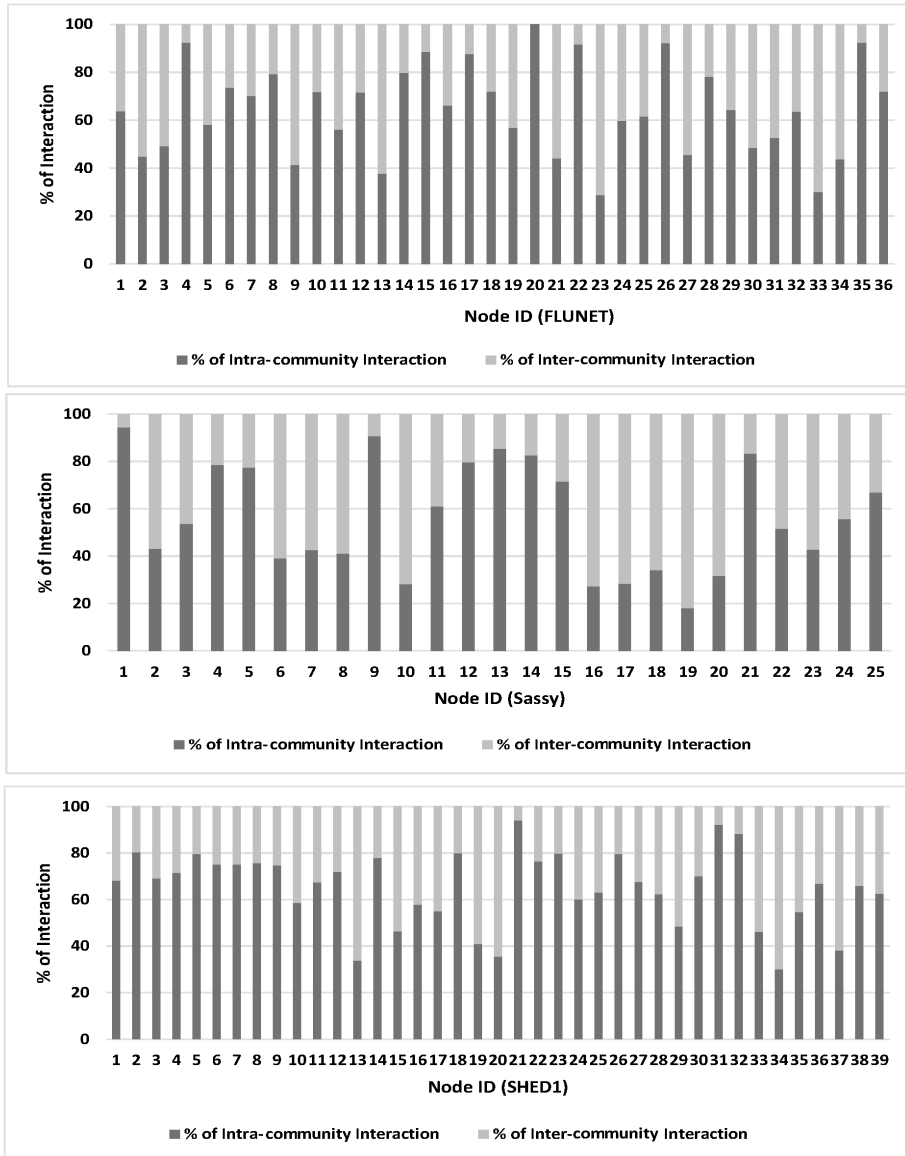 100
80
60
40
20
0
% of Interaction
1 2 3 4 5 6 7 8 9 10 11 12 13 14 15 16 17 18 19 20 21 22 23 24 25 26 27 28 29 30 31 32 33 34 35 36
Node ID (FLUNET)
% of Intra-community Interaction % of Inter-community Interaction
100
80
60
40
20
0
% of Interaction
1 2 3 4 5 6 7 8 9 10 11 12 13 14 15 16 17 18 19 20 21 22 23 24 25
Node ID (Sassy)
% of Intra-community Interaction % of Inter-community Interaction
100
80
60
40
20
0
% of Interaction
1 2 3 4 5 6 7 8 9 10 11 12 13 14 15 16 17 18 19 20 21 22 23 24 25 26 27 28 29 30 31 32 33 34 35 36 37 38 39
Node ID (SHED1)
% of Intra-community Interaction % of Inter-community Interaction